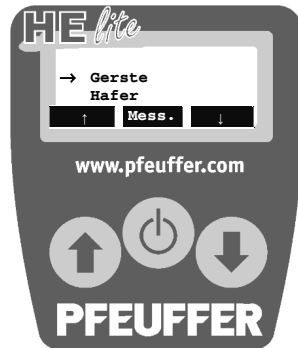 HE lite
→ Gerste
Hafer
↑ Mess. ↓
www.pfeuffer.com
PFEUFFER